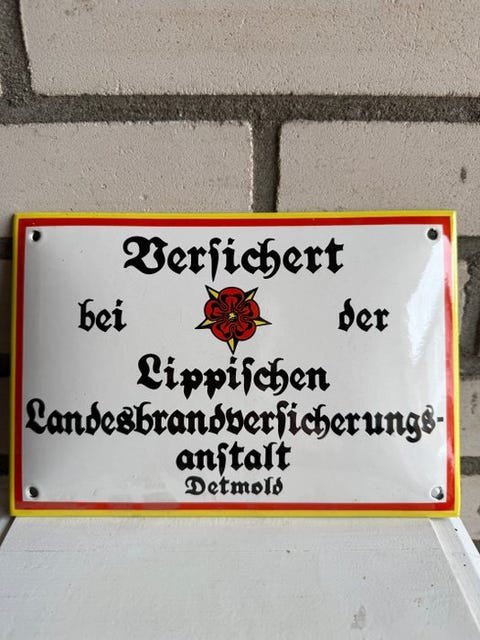 Verſichert
bei der
Lippiſchen
Landesbrandverſicherungs-
anſtalt
Detmold